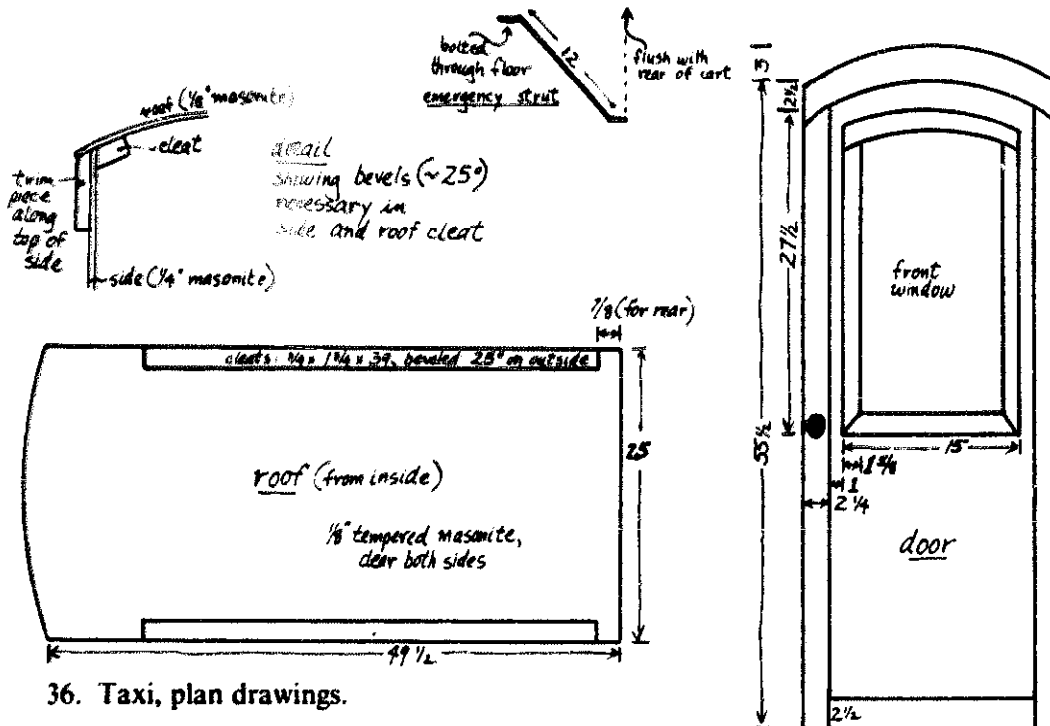 bolted
through floor
emergency strut
12
flush with
rear of cart
roof (1/8" masonite)
cleat
trim
piece
along
top of
side
side (1/4" masonite)
detail
showing bevels (~25°)
necessary in
side and roof cleat
7/8 (for rear)
cleats: 3/4 x 1 3/4 x 39, beveled 25° on outside
25
roof (from inside)
1/8" tempered masonite,
clear both sides
49 1/2
3
2 1/2
27 1/2
front
window
55 1/2
15
1 5/8
1
2 1/4
door
2 1/2
36. Taxi, plan drawings.